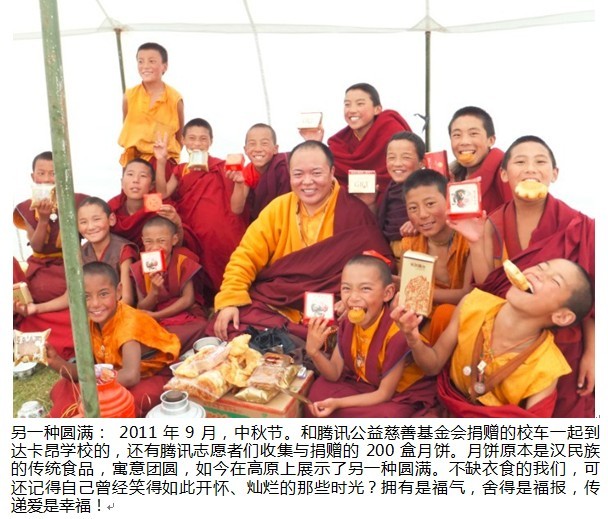 另一种圆满： 2011 年 9 月，中秋节。和腾讯公益慈善基金会捐赠的校车一起到
达卡昂学校的，还有腾讯志愿者们收集与捐赠的 200 盒月饼。月饼原本是汉民族
的传统食品，寓意团圆，如今在高原上展示了另一种圆满。不缺衣食的我们，可
还记得自己曾经笑得如此开怀、灿烂的那些时光？拥有是福气，舍得是福报，传
递爱是幸福！